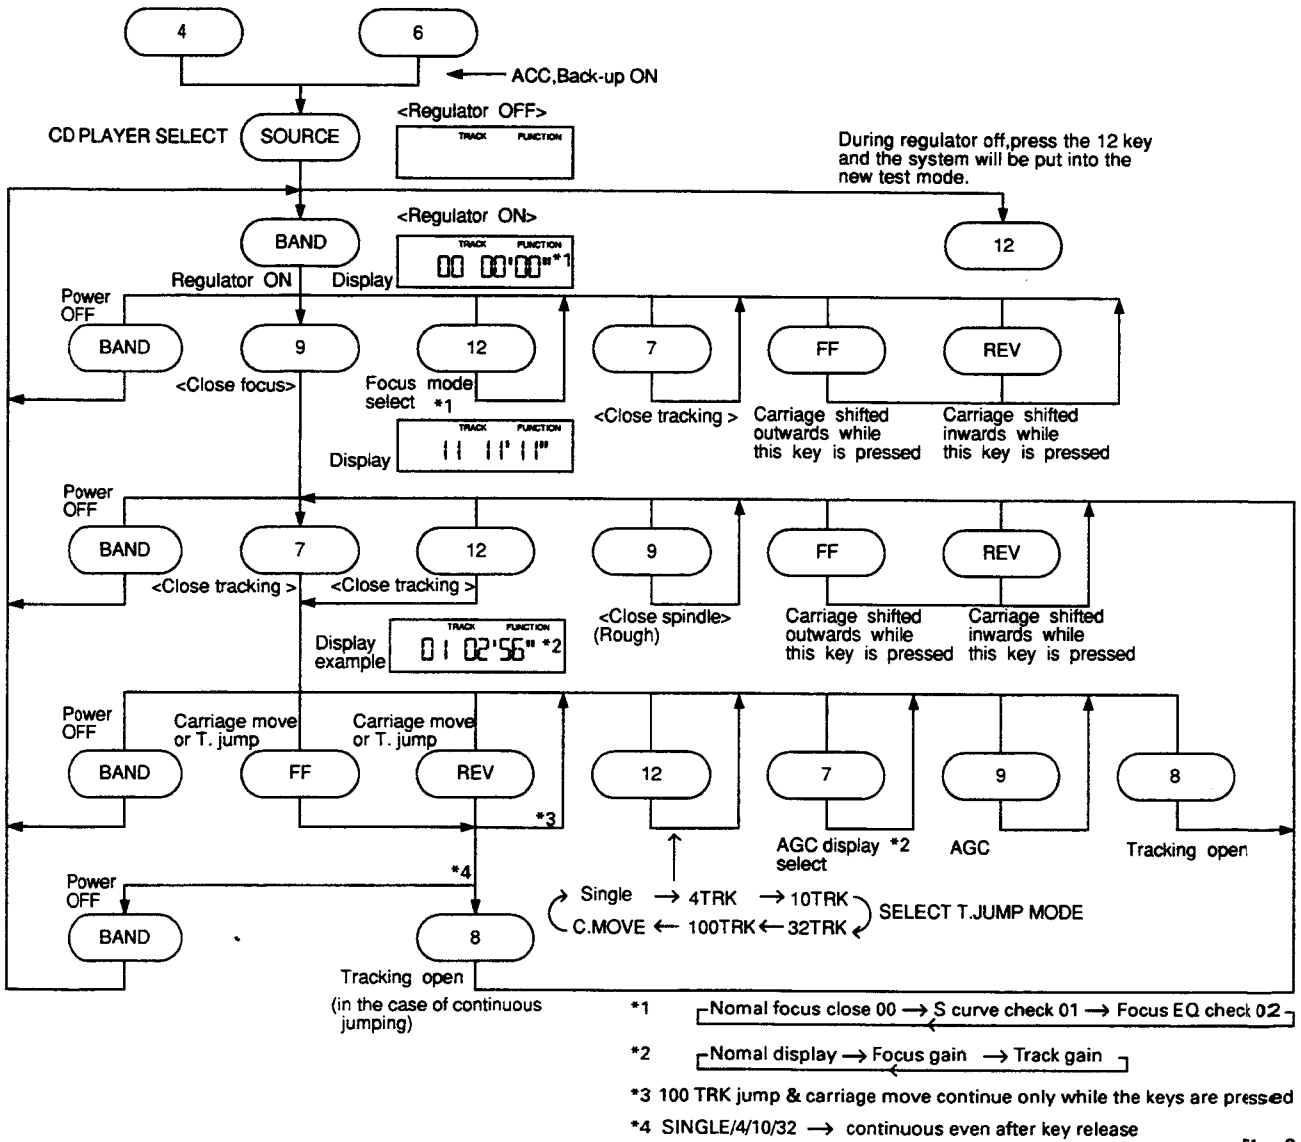 4
6
ACC,Back-up ON
<Regulator OFF>
CD PLAYER SELECT
SOURCE
TRACK FUNCTION
During regulator off,press the 12 key
and the system will be put into the
new test mode.
<Regulator ON>
BAND
TRACK FUNCTION
00 00'00"*1
12
Regulator ON
Display
Power
OFF
BAND
9
12
7
FF
REV
<Close focus>
Focus mode
select *1
<Close tracking >
Carriage shifted
outwards while
this key is pressed
Carriage shifted
inwards while
this key is pressed
TRACK FUNCTION
Display
11 11'11"
Power
OFF
BAND
7
12
9
FF
REV
<Close tracking >
<Close tracking >
<Close spindle>
(Rough)
Carriage shifted
outwards while
this key is pressed
Carriage shifted
inwards while
this key is pressed
TRACK FUNCTION
Display
example
01 02'56" *2
Power
OFF
Carriage move
or T. jump
Carriage move
or T. jump
BAND
FF
REV
12
7
9
8
*3
AGC display *2
select
AGC
Tracking open
*4
Power
OFF
Single → 4TRK → 10TRK
C.MOVE ← 100TRK ← 32TRK
SELECT T.JUMP MODE
BAND
8
Tracking open
(in the case of continuous
jumping)
*1 Nomal focus close 00 → S curve check 01 → Focus EQ check 02
*2 Nomal display → Focus gain → Track gain
*3 100 TRK jump & carriage move continue only while the keys are pressed
*4 SINGLE/4/10/32 → continuous even after key release